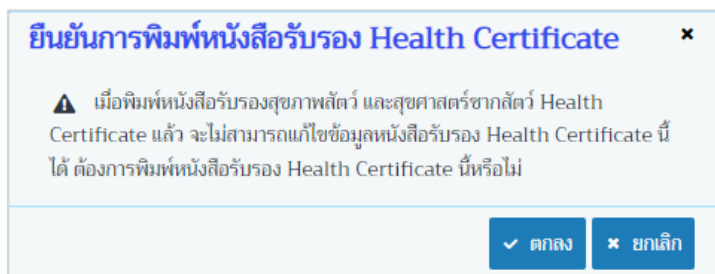 ยืนยันการพิมพ์หนังสือรับรอง Health Certificate
เมื่อพิมพ์หนังสือรับรองสุขภาพสัตว์ และสุขศาสตร์ซากสัตว์ Health
Certificate แล้ว จะไม่สามารถแก้ไขข้อมูลหนังสือรับรอง Health Certificate นี้
ได้ ต้องการพิมพ์หนังสือรับรอง Health Certificate นี้หรือไม่
ตกลง ยกเลิก